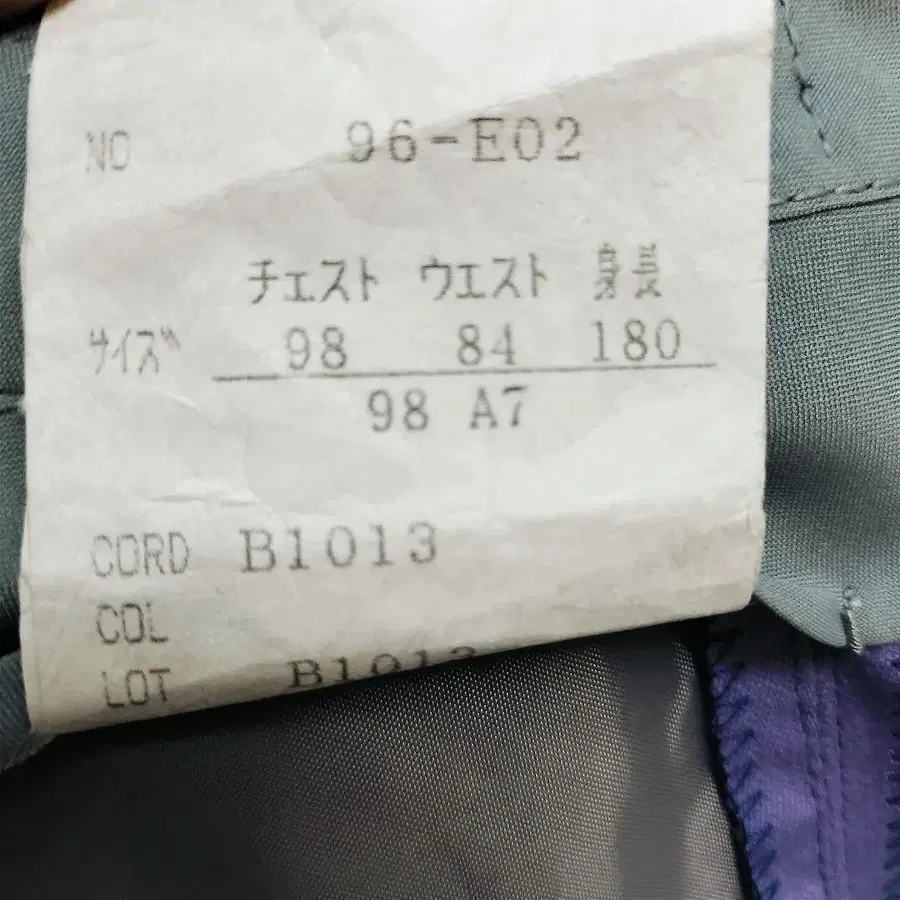 NO 96-E02
チェスト ウエスト 身長
サイズ 98 84 180
98 A7
CORD B1013
COL
LOT B1013